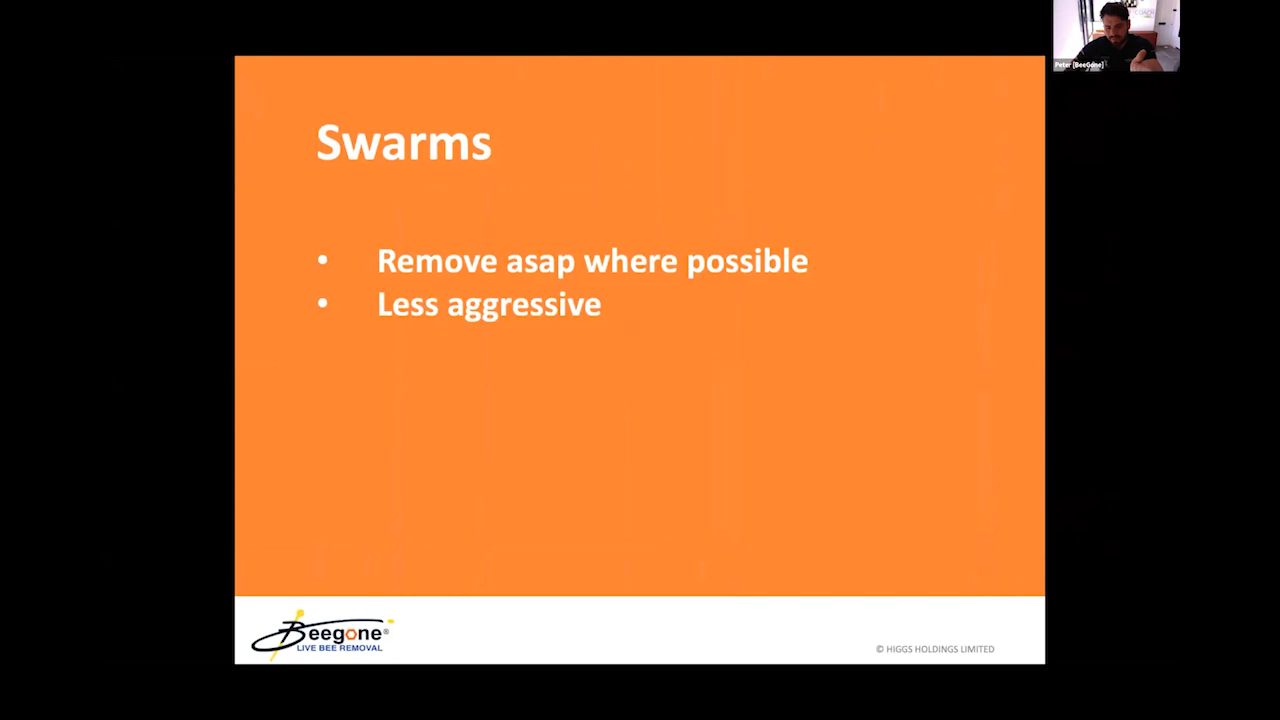 Peter [BeeGone]
Swarms
• Remove asap where possible
• Less aggressive
Beegone®
LIVE BEE REMOVAL
© HIGGS HOLDINGS LIMITED